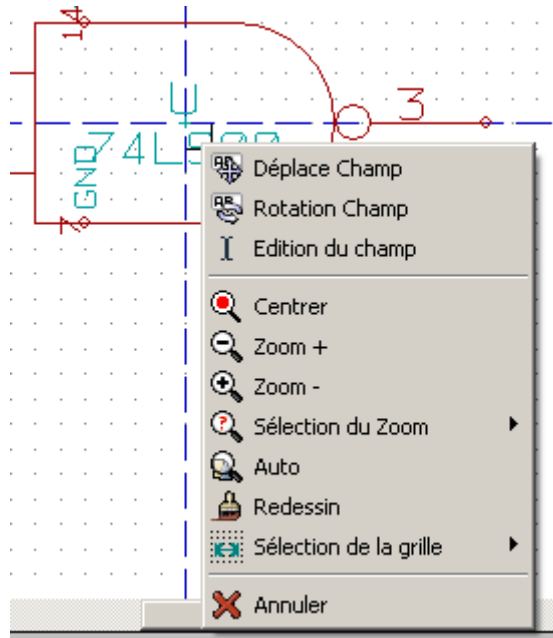 14
U
3
74LS00
GND
7
Déplace Champ
Rotation Champ
Edition du champ
Centrer
Zoom +
Zoom -
Sélection du Zoom
Auto
Redessin
Sélection de la grille
Annuler